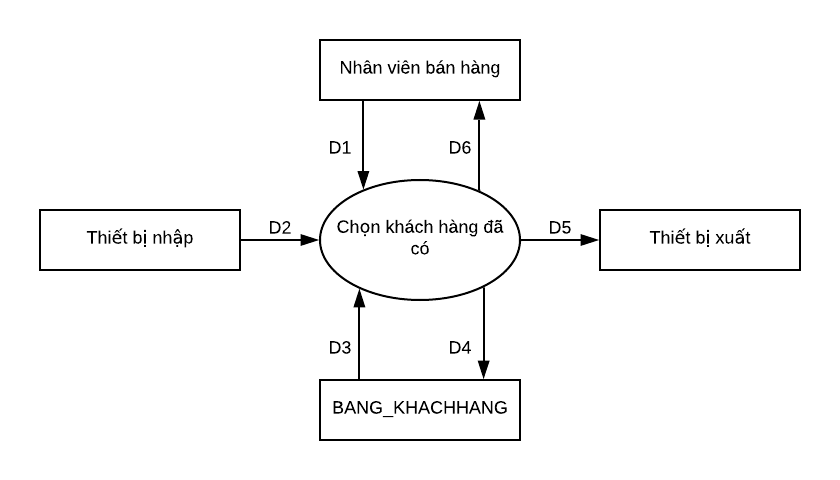 Nhân viên bán hàng
D1
D6
Thiết bị nhập
D2
Chọn khách hàng đã
có
D5
Thiết bị xuất
D3
D4
BANG_KHACHHANG